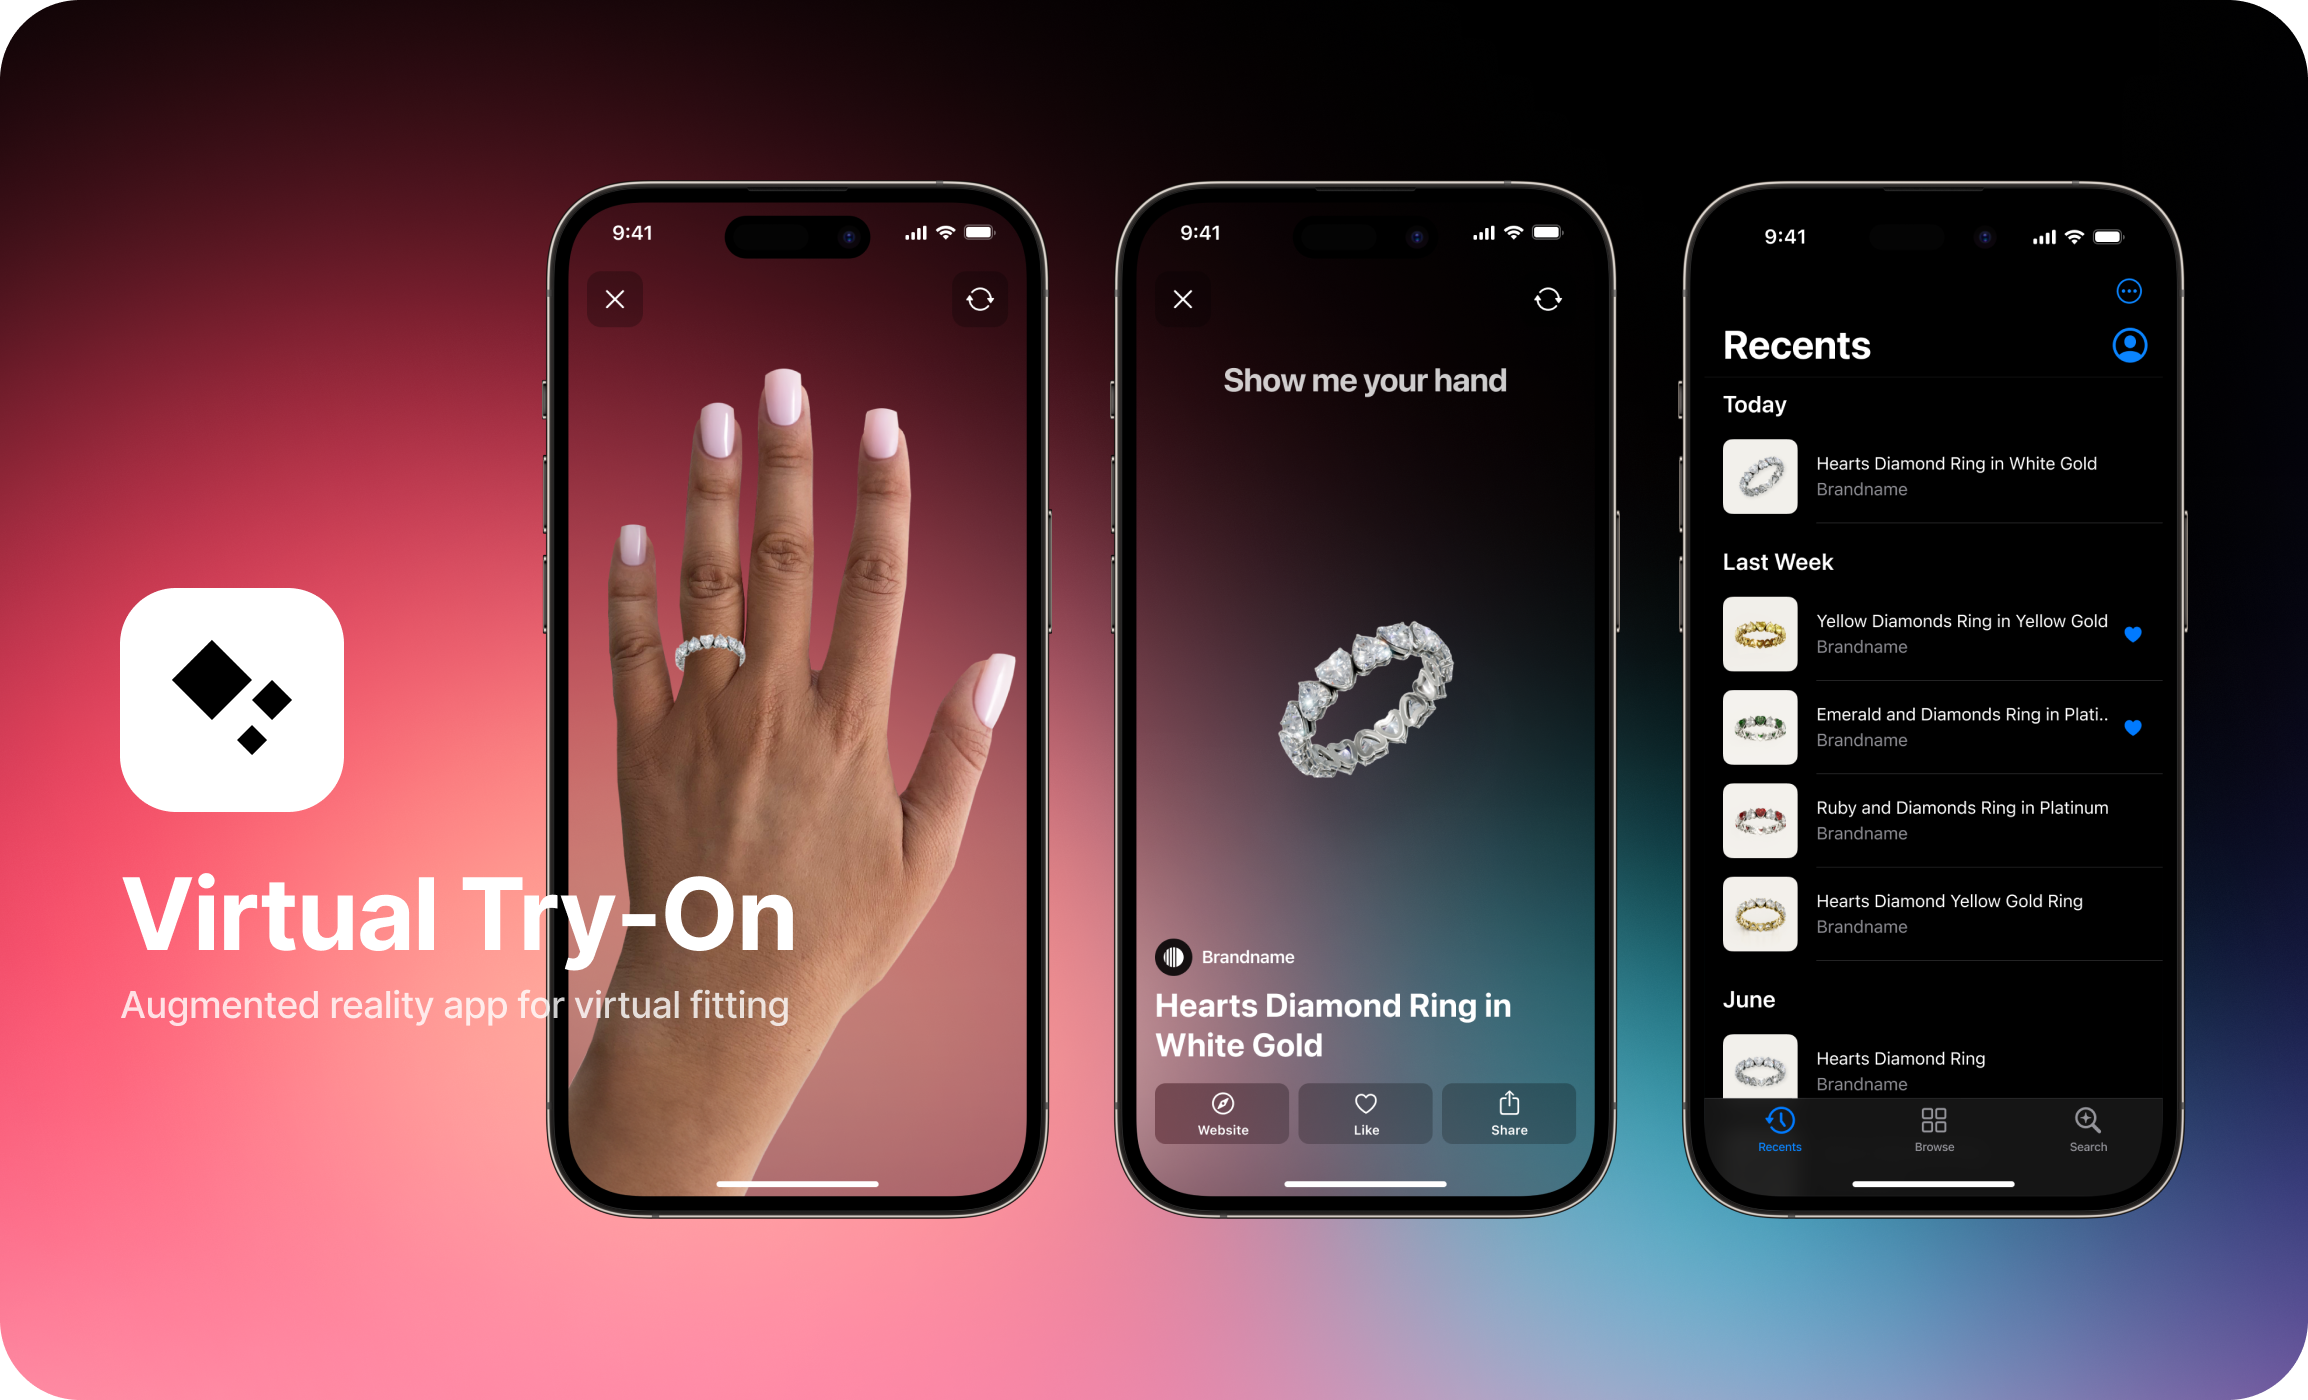 Virtual Try-On
Augmented reality app for virtual fitting
9:41
9:41
Show me your hand
Brandname
Hearts Diamond Ring in
White Gold
Website
Like
Share
9:41
Recents
Today
Hearts Diamond Ring in White Gold
Brandname
Last Week
Yellow Diamonds Ring in Yellow Gold
Brandname
Emerald and Diamonds Ring in Plati..
Brandname
Ruby and Diamonds Ring in Platinum
Brandname
Hearts Diamond Yellow Gold Ring
Brandname
June
Hearts Diamond Ring
Brandname
Recents
Browse
Search